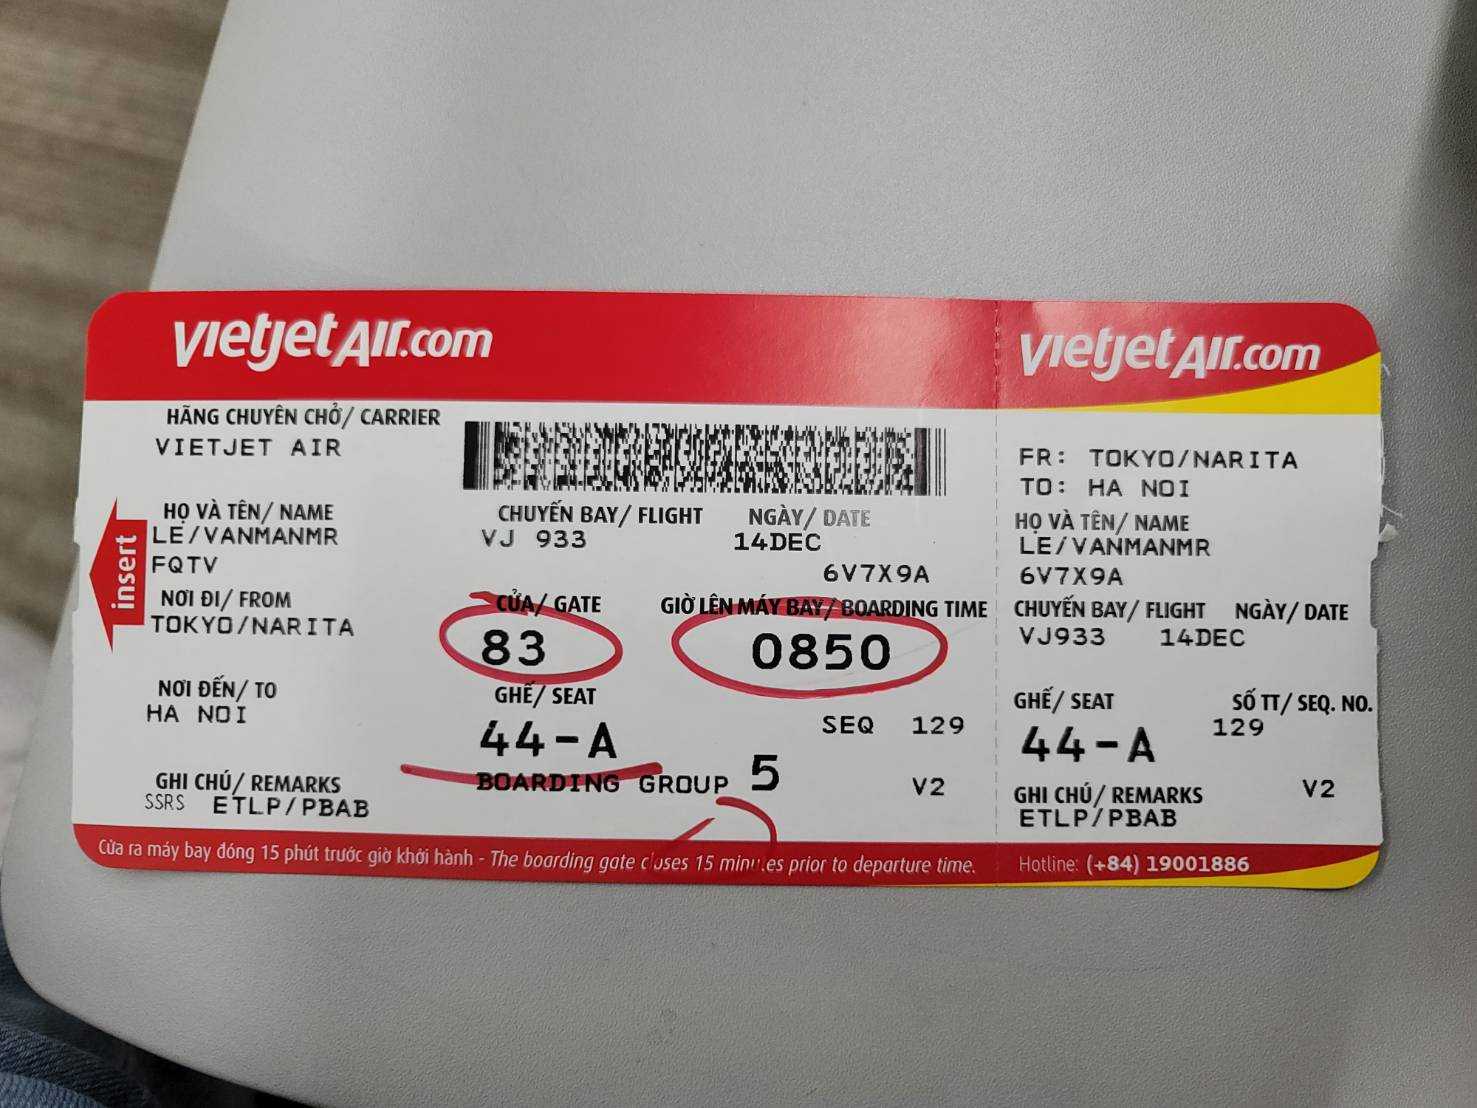 vietjetAir.com
HÃNG CHUYÊN CHỞ/ CARRIER
VIETJET AIR
HỌ VÀ TÊN/ NAME
LE/VANMANMR
FQTV
CHUYẾN BAY/ FLIGHT
VJ 933
NGÀY/ DATE
14DEC
6V7X9A
insert
NƠI ĐI/ FROM
TOKYO/NARITA
CỬA/ GATE
83
GIỜ LÊN MÁY BAY/ BOARDING TIME
0850
NƠI ĐẾN/ TO
HA NOI
GHẾ/ SEAT
44-A
SEQ 129
BOARDING GROUP 5
V2
GHI CHÚ/ REMARKS
SSRS ETLP/PBAB
Cửa ra máy bay đóng 15 phút trước giờ khởi hành - The boarding gate closes 15 minutes prior to departure time.
vietjetAir.com
FR: TOKYO/NARITA
TO: HA NOI
HỌ VÀ TÊN/ NAME
LE/VANMANMR
6V7X9A
CHUYẾN BAY/ FLIGHT NGÀY/ DATE
VJ933 14DEC
GHẾ/ SEAT SỐ TT/ SEQ. NO.
44-A 129
V2
GHI CHÚ/ REMARKS
ETLP/PBAB
Hotline: (+84) 19001886